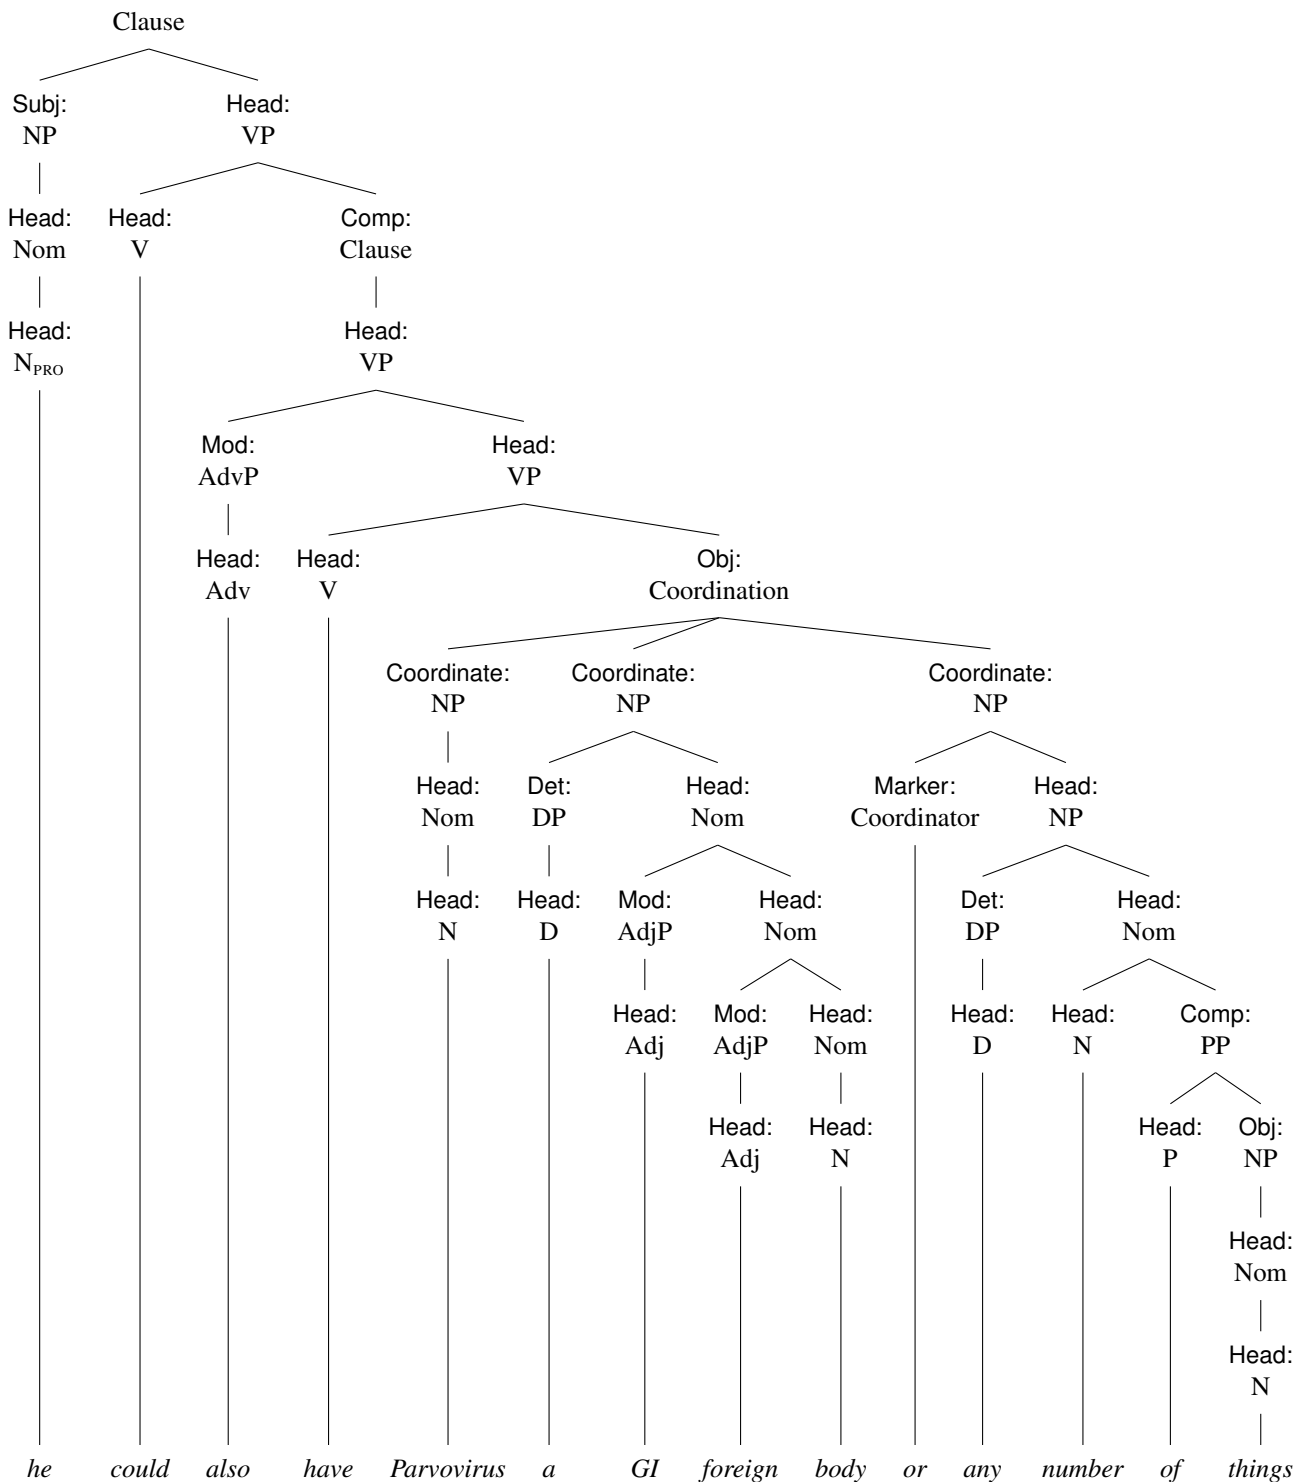 Clause
Subj: Head:
NP VP
Head: Head: Comp:
Nom V Clause
Head: Head:
N_PRO VP
Mod: Head:
AdvP VP
Head: Head: Obj:
Adv V Coordination
Coordinate: Coordinate: Coordinate:
NP NP NP
Head: Det: Head: Marker: Head:
Nom DP Nom Coordinator NP
Head: Head: Mod: Head: Det: Head:
N D AdjP Nom DP Nom
Head: Mod: Head: Head: Head: Comp:
Adj AdjP Nom D N PP
Head: Head: Head: Obj:
Adj N P NP
Head:
Nom
Head:
N
he could also have Parvovirus a GI foreign body or any number of things